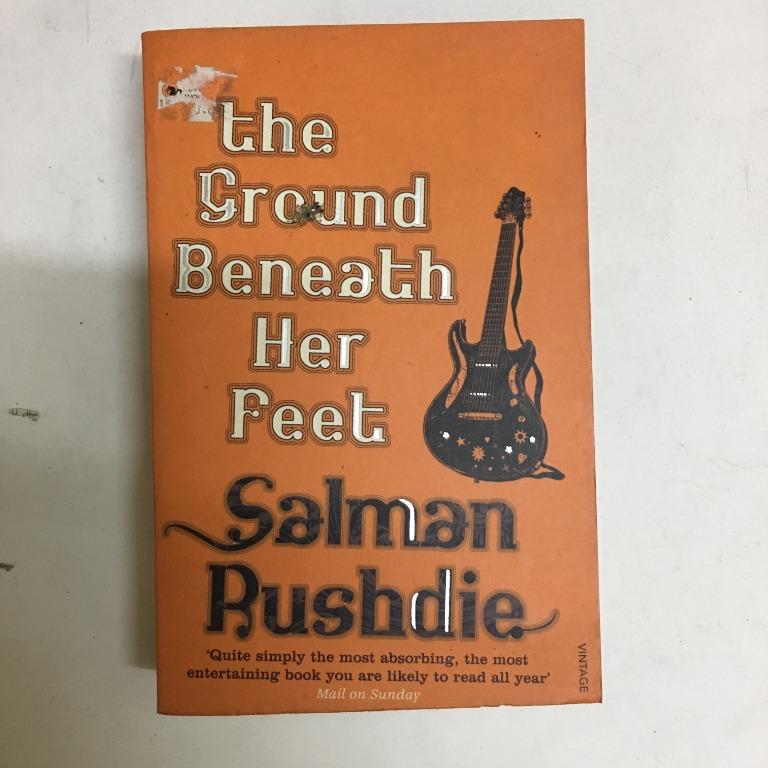 the
Ground
Beneath
Her
Feet
Salman
Rushdie
'Quite simply the most absorbing, the most
entertaining book you are likely to read all year'
Mail on Sunday
VINTAGE